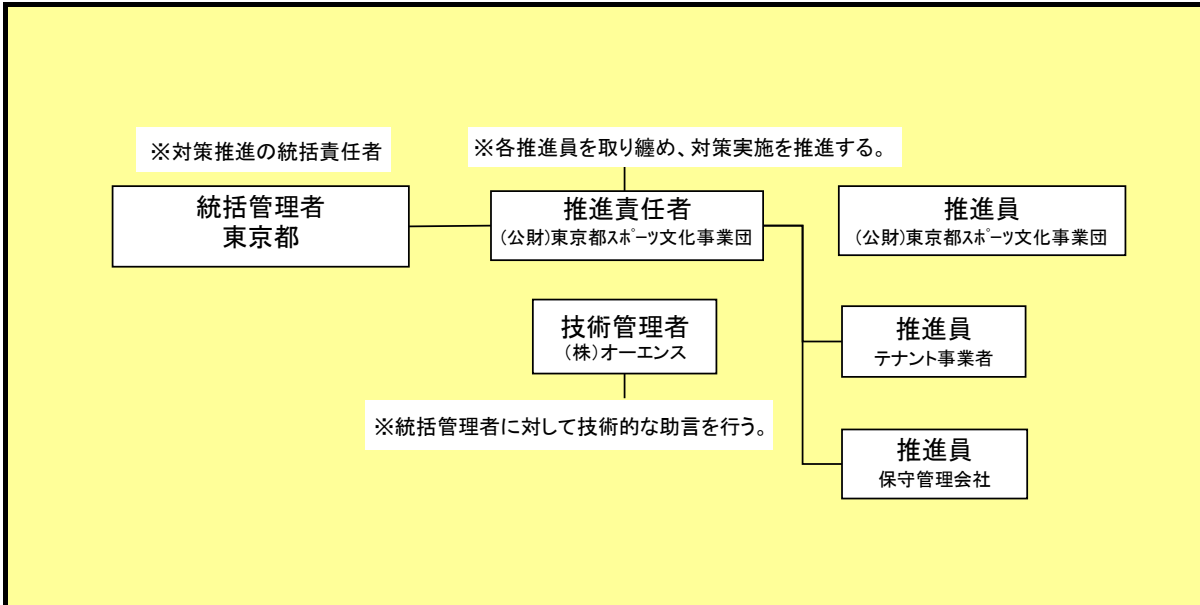 ※対策推進の統括責任者
※各推進員を取り纏め、対策実施を推進する。
統括管理者
東京都
推進責任者
(公財)東京都ｽﾎﾟｰﾂ文化事業団
推進員
(公財)東京都ｽﾎﾟｰﾂ文化事業団
技術管理者
(株)オーエンス
推進員
テナント事業者
※統括管理者に対して技術的な助言を行う。
推進員
保守管理会社